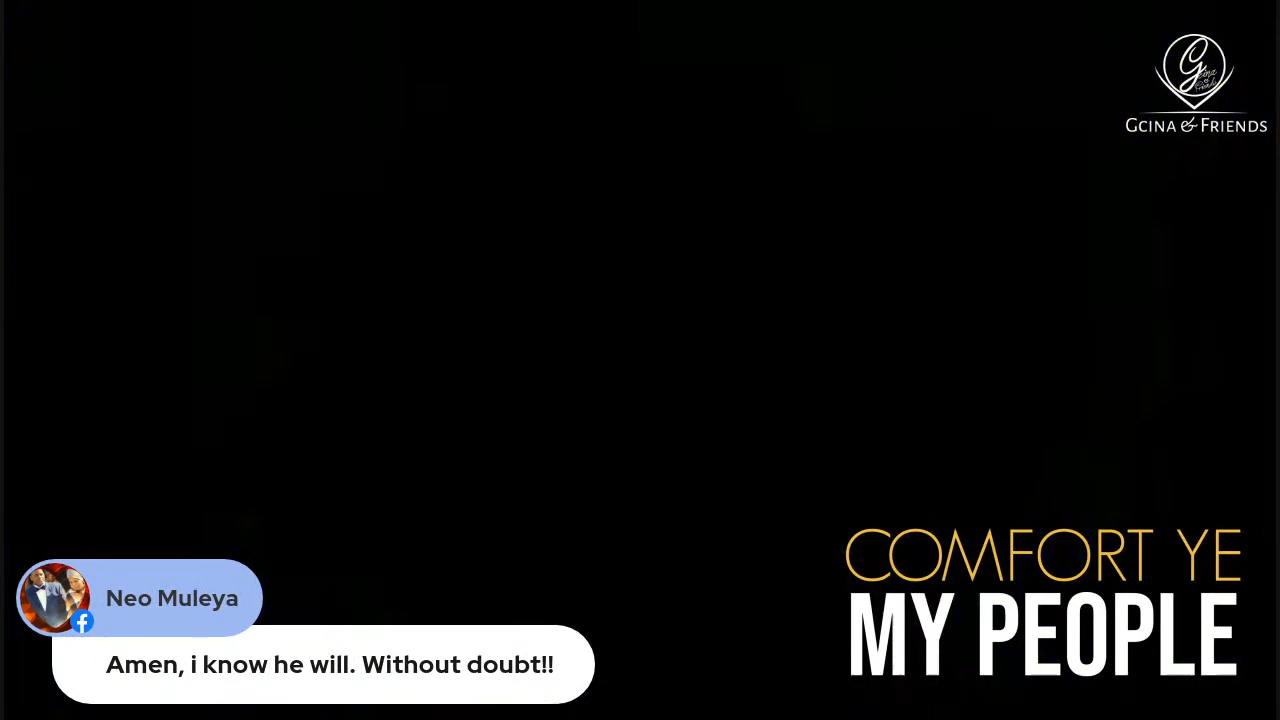 GCINA & FRIENDS
COMFORT YE
MY PEOPLE
Neo Muleya
Amen, i know he will. Without doubt!!